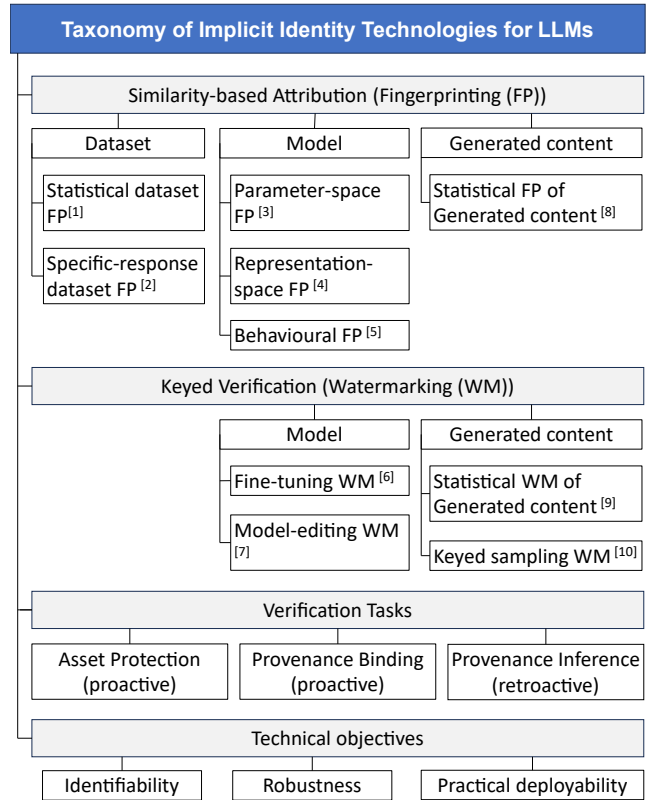 Taxonomy of Implicit Identity Technologies for LLMs
Similarity-based Attribution (Fingerprinting (FP))
Dataset
Statistical dataset
FP[1]
Specific-response
dataset FP [2]
Model
Parameter-space
FP [3]
Representation-
space FP [4]
Behavioural FP [5]
Generated content
Statistical FP of
Generated content [8]
Keyed Verification (Watermarking (WM))
Model
Fine-tuning WM [6]
Model-editing WM
[7]
Generated content
Statistical WM of
Generated content [9]
Keyed sampling WM [10]
Verification Tasks
Asset Protection
(proactive)
Provenance Binding
(proactive)
Provenance Inference
(retroactive)
Technical objectives
Identifiability
Robustness
Practical deployability